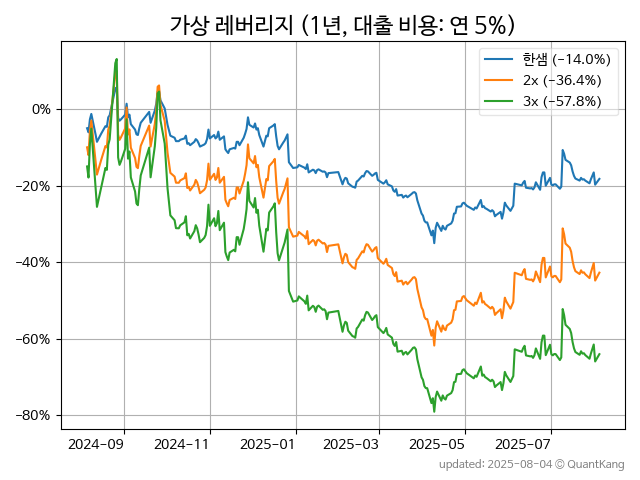 가상 레버리지 (1년, 대출 비용: 연 5%)
한샘 (−14.0%)
2x (−36.4%)
3x (−57.8%)
0%
−20%
−40%
−60%
−80%
2024-09 2024-11 2025-01 2025-03 2025-05 2025-07
updated: 2025-08-04 © QuantKang